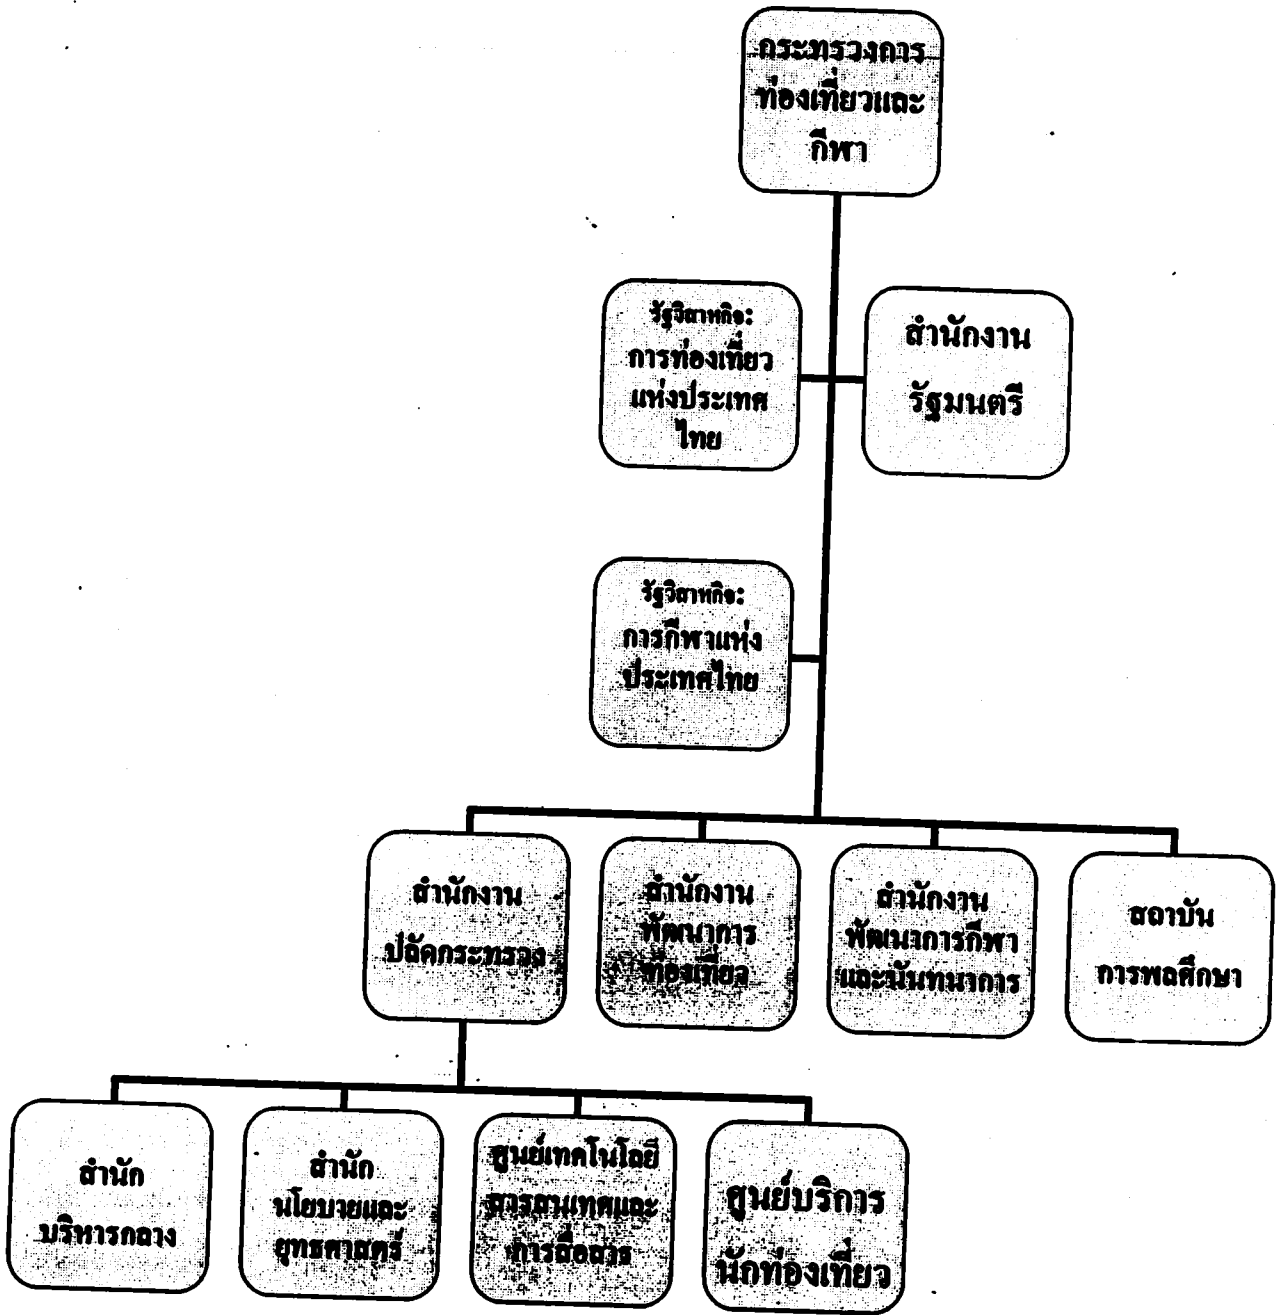 กระทรวงการ
ท่องเที่ยวและ
กีฬา
รัฐวิสาหกิจ:
การท่องเที่ยว
แห่งประเทศ
ไทย
สำนักงาน
รัฐมนตรี
รัฐวิสาหกิจ:
การกีฬาแห่ง
ประเทศไทย
สำนักงาน
ปลัดกระทรวง
สำนักงาน
พัฒนาการ
ท่องเที่ยว
สำนักงาน
พัฒนาการกีฬา
และนันทนาการ
สถาบัน
การพลศึกษา
สำนัก
บริหารกลาง
สำนัก
นโยบายและ
ยุทธศาสตร์
ศูนย์เทคโนโลยี
สารสนเทศและ
การสื่อสาร
ศูนย์บริการ
นักท่องเที่ยว